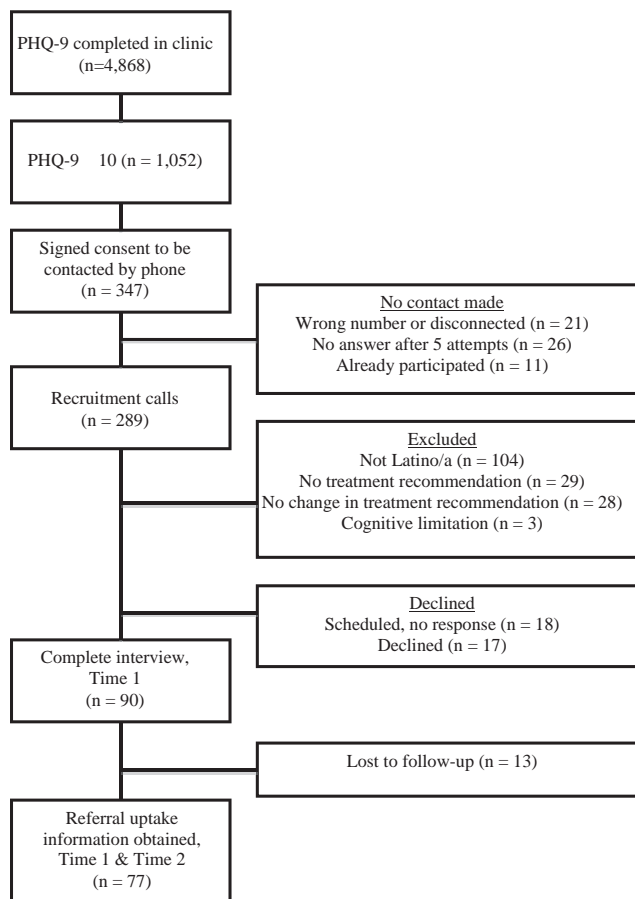 PHQ-9 completed in clinic
(n=4,868)
PHQ-9 10 (n = 1,052)
Signed consent to be
contacted by phone
(n = 347)
No contact made
Wrong number or disconnected (n = 21)
No answer after 5 attempts (n = 26)
Already participated (n = 11)
Recruitment calls
(n = 289)
Excluded
Not Latino/a (n = 104)
No treatment recommendation (n = 29)
No change in treatment recommendation (n = 28)
Cognitive limitation (n = 3)
Declined
Scheduled, no response (n = 18)
Declined (n = 17)
Complete interview,
Time 1
(n = 90)
Lost to follow-up (n = 13)
Referral uptake
information obtained,
Time 1 & Time 2
(n = 77)